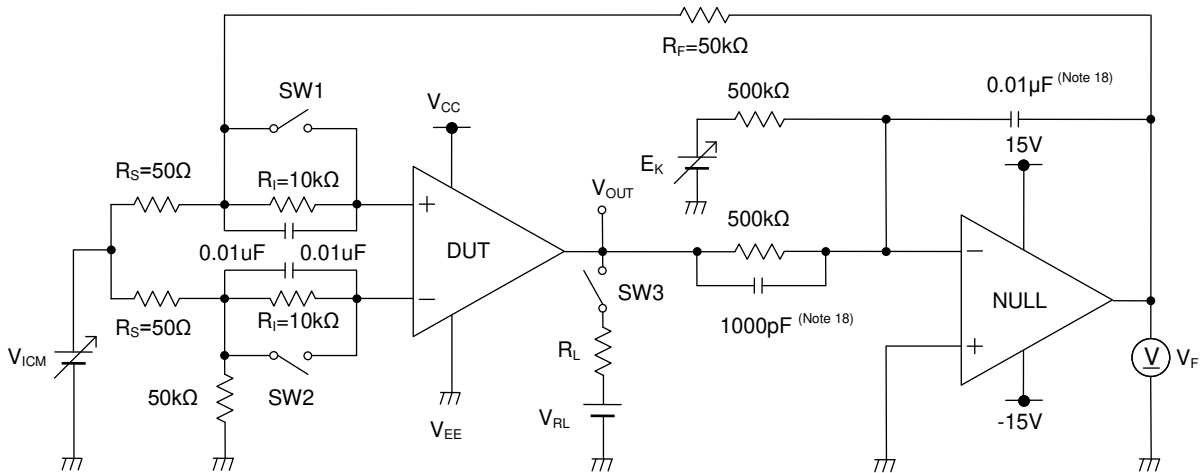 R_F=50kΩ
SW1
V_CC
500kΩ
0.01µF (Note 18)
15V
R_S=50Ω
R_I=10kΩ
E_K
V_OUT
+
500kΩ
0.01uF
0.01uF
DUT
−
−
SW3
NULL
R_S=50Ω
R_I=10kΩ
1000pF (Note 18)
R_L
+
V
V_F
V_ICM
50kΩ
SW2
V_EE
V_RL
-15V